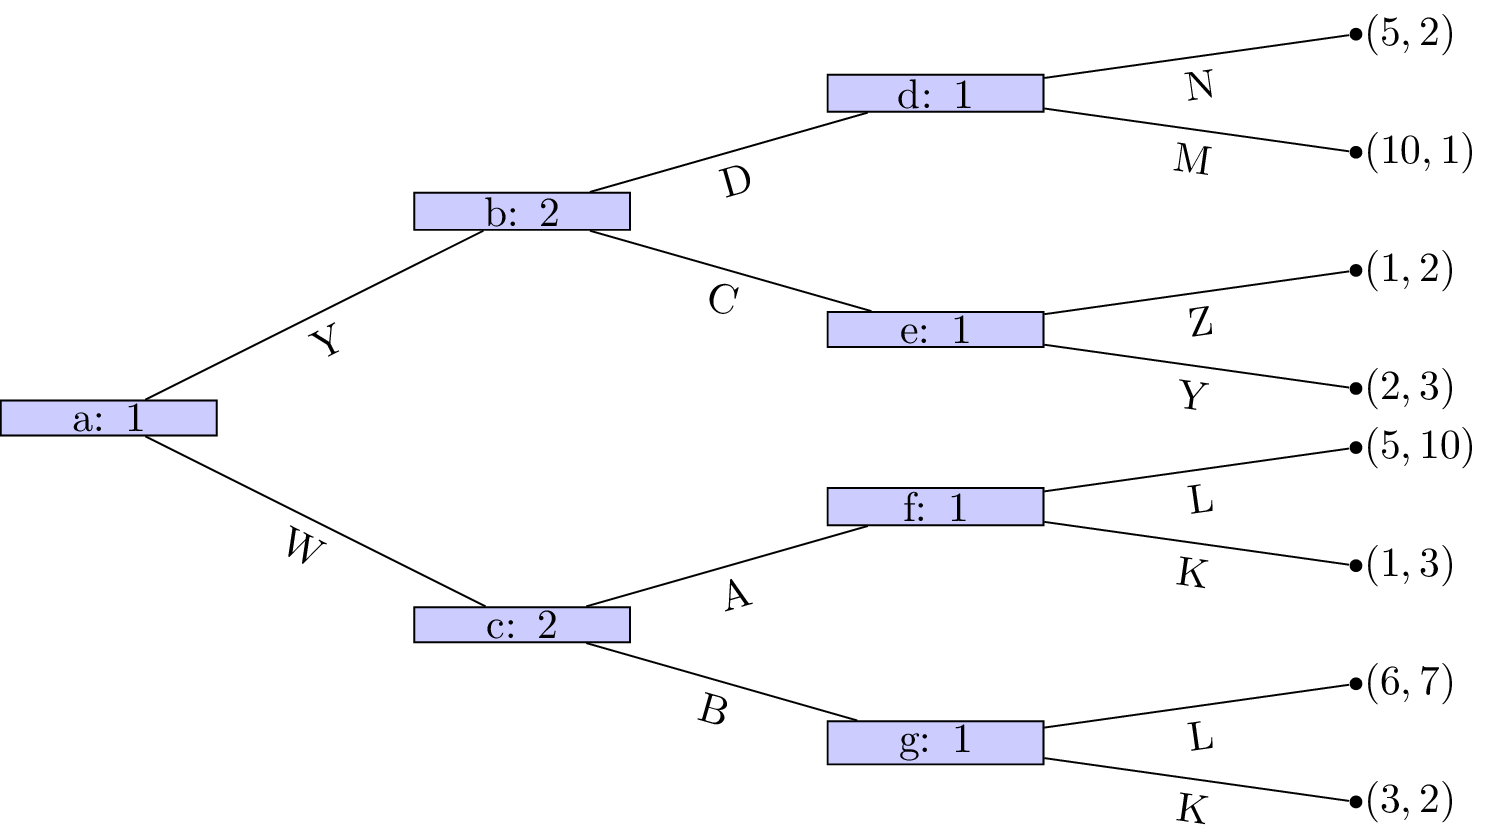 (5, 2)
d: 1
N
M
(10, 1)
D
b: 2
C
(1, 2)
e: 1
Z
Y
(2, 3)
Y
a: 1
W
(5, 10)
f: 1
L
K
(1, 3)
A
c: 2
B
(6, 7)
g: 1
L
K
(3, 2)